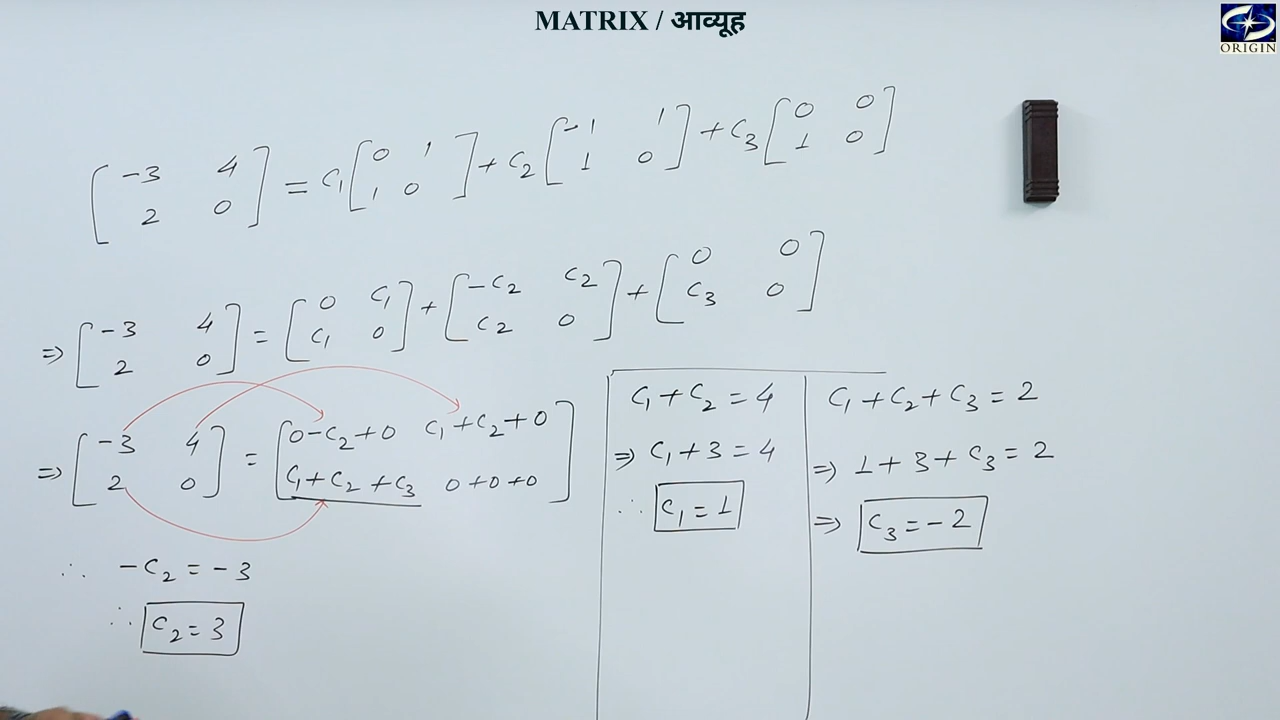 MATRIX / आव्यूह
ORIGIN
[-3 4; 2 0] = C₁[0 1; 1 0] + C₂[-1 1; 1 0] + C₃[0 0; 1 0]
⇒ [-3 4; 2 0] = [0 C₁; C₁ 0] + [-C₂ C₂; C₂ 0] + [0 0; C₃ 0]
⇒ [-3 4; 2 0] = [0-C₂+0 C₁+C₂+0; C₁+C₂+C₃ 0+0+0]
∴ -C₂ = -3
∴ C₂ = 3
C₁+C₂ = 4
⇒ C₁+3 = 4
∴ C₁ = 1
C₁+C₂+C₃ = 2
⇒ 1+3+C₃ = 2
⇒ C₃ = -2